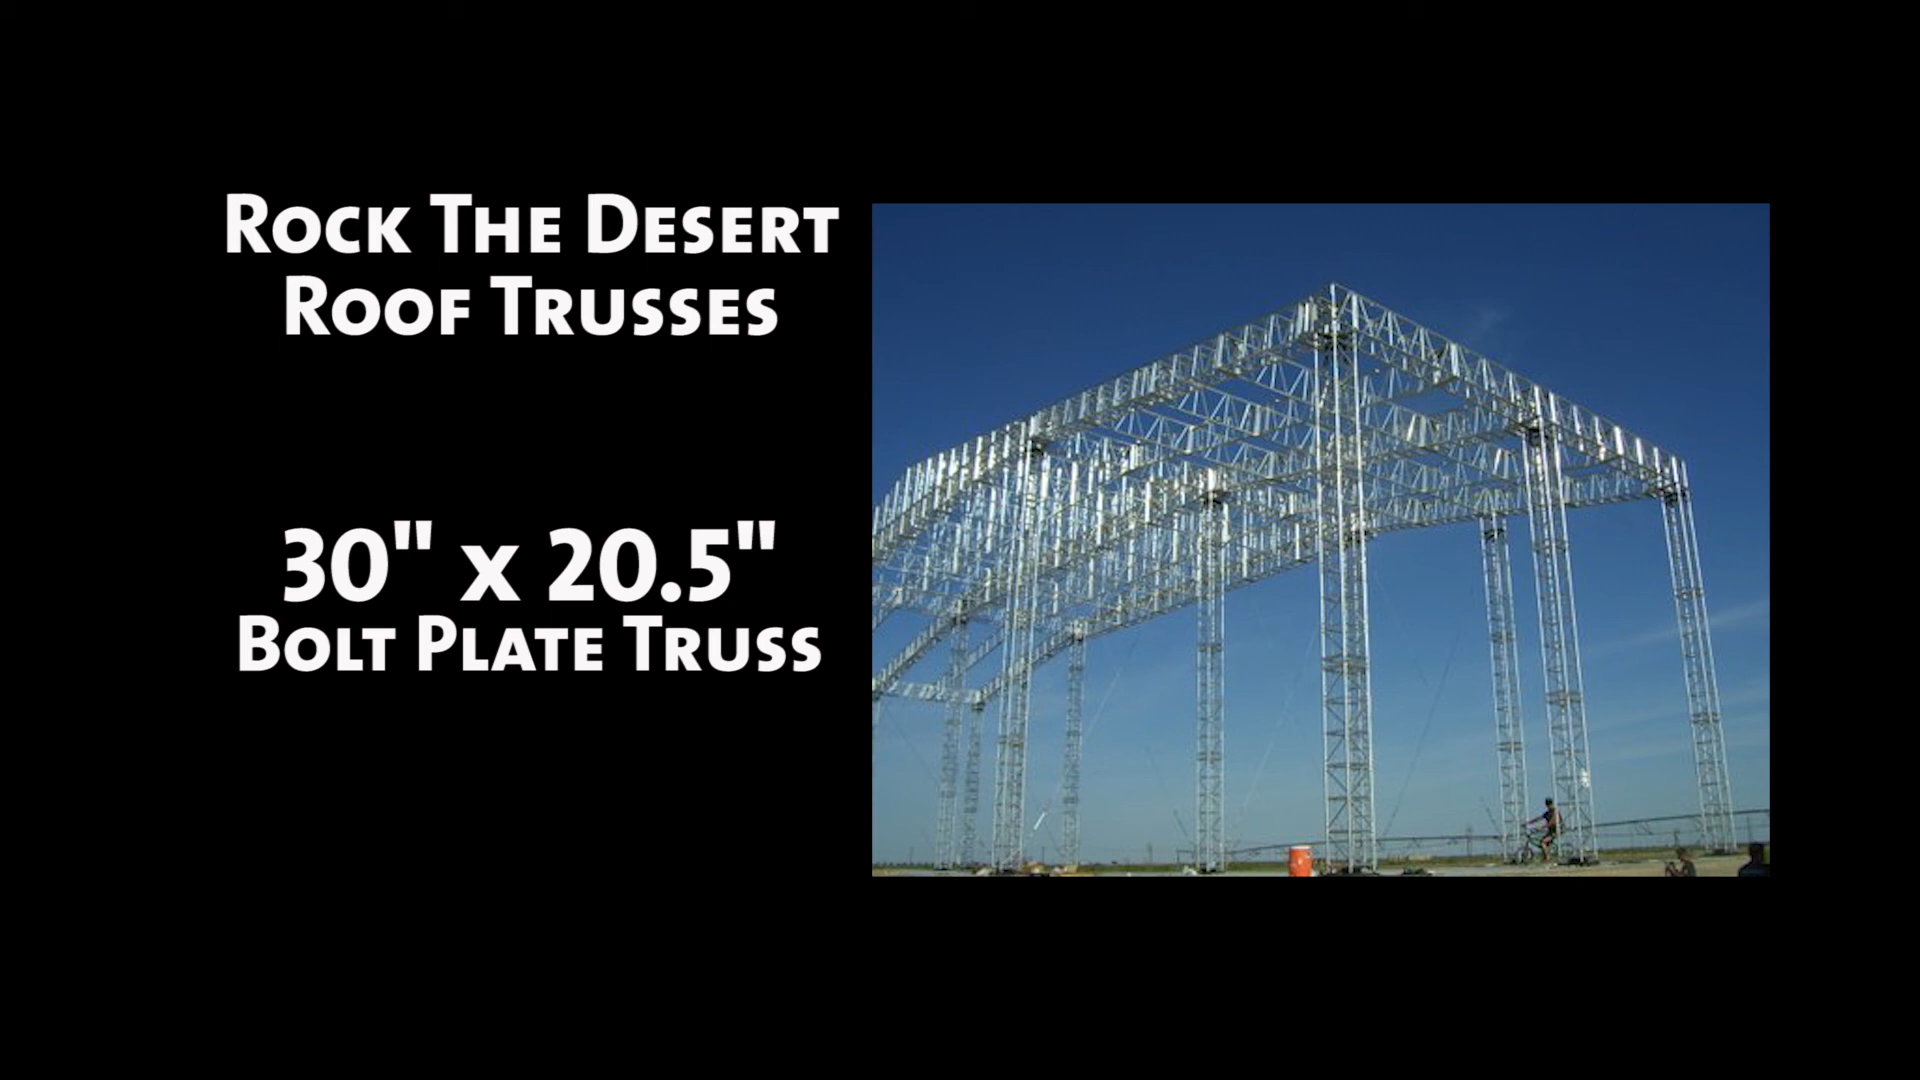 Rock The Desert
Roof Trusses
30" x 20.5"
Bolt Plate Truss